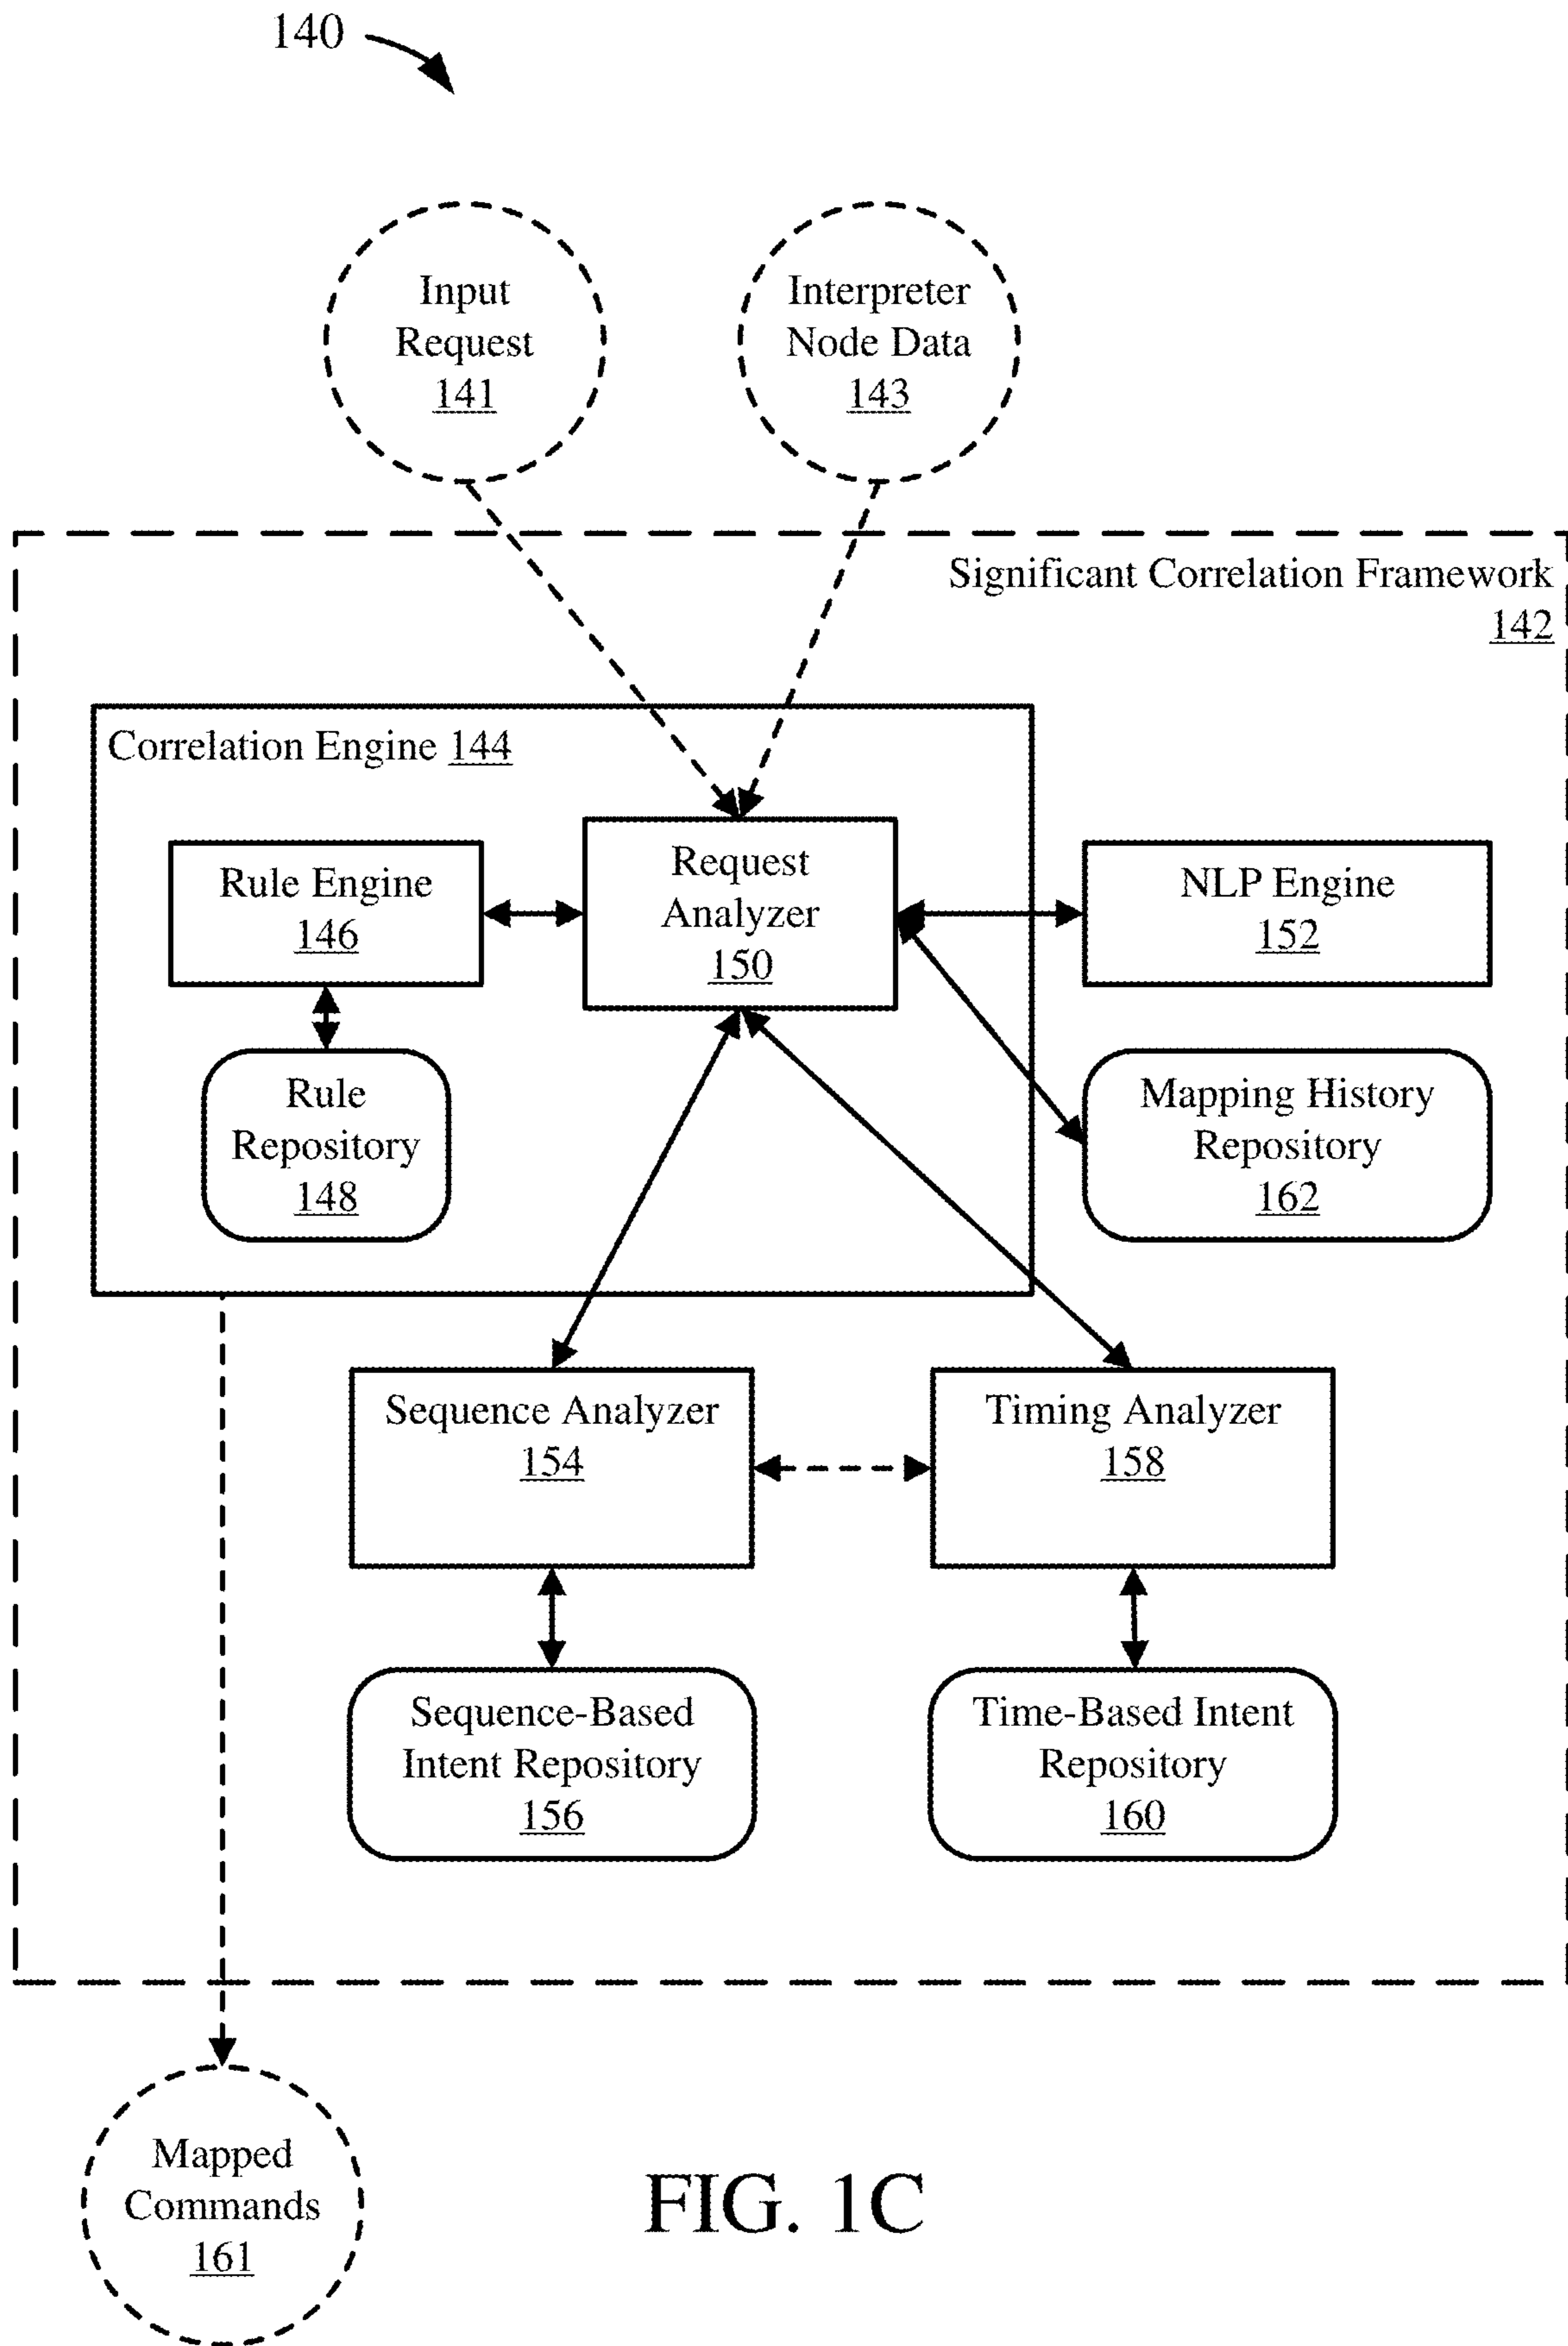 140
Input
Request
141
Interpreter
Node Data
143
Significant Correlation Framework
142
Correlation Engine 144
Rule Engine
146
Request
Analyzer
150
NLP Engine
152
Rule
Repository
148
Mapping History
Repository
162
Sequence Analyzer
154
Timing Analyzer
158
Sequence-Based
Intent Repository
156
Time-Based Intent
Repository
160
Mapped
Commands
161
FIG. 1C